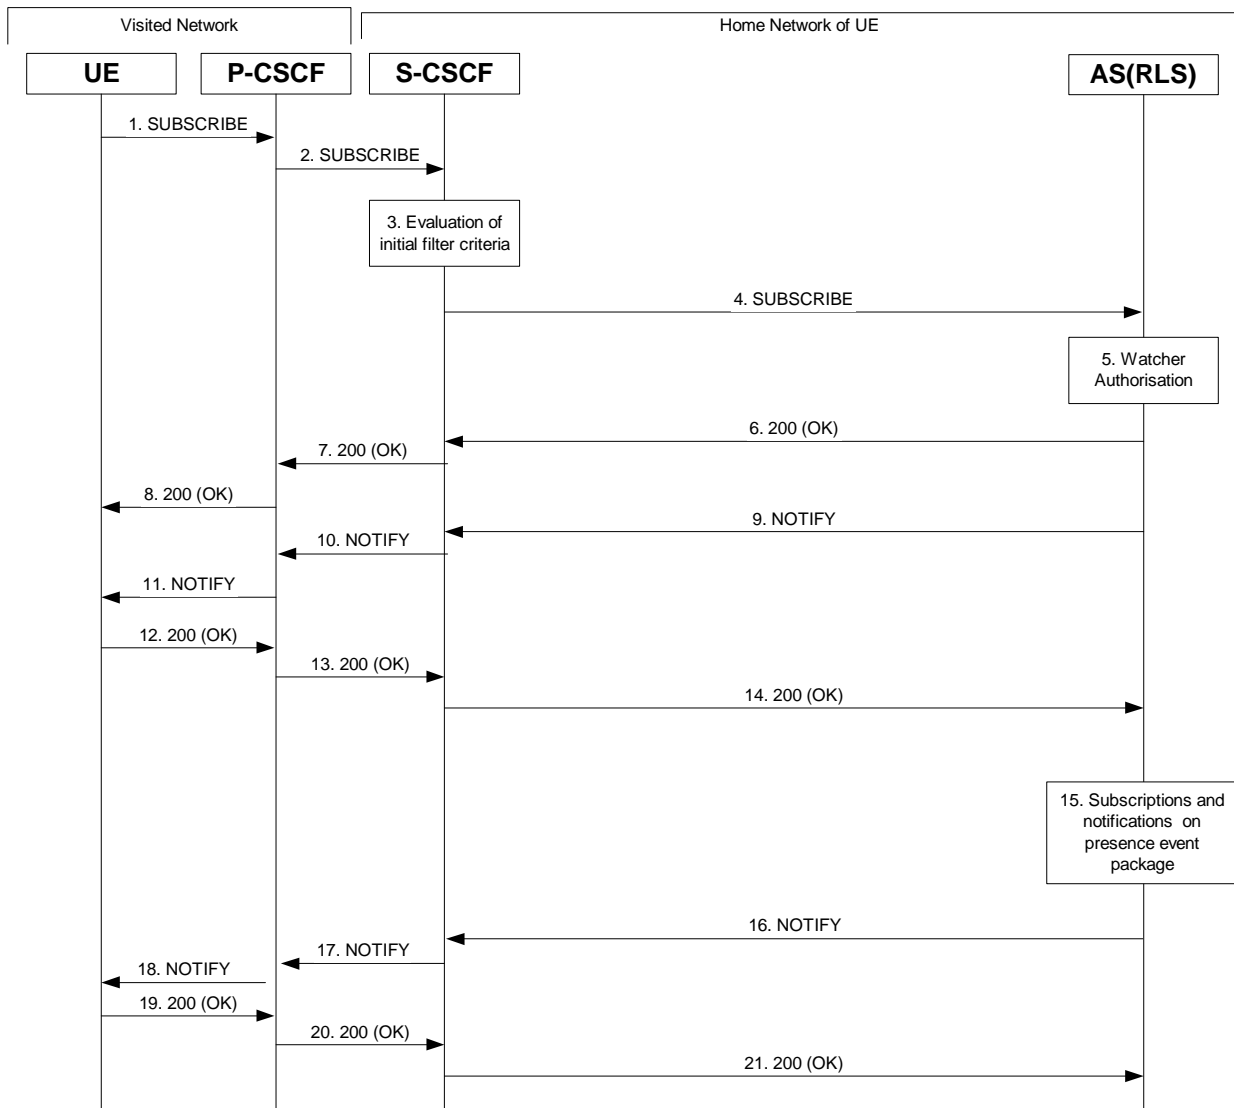 Visited Network
Home Network of UE
UE
P-CSCF
S-CSCF
AS(RLS)
1. SUBSCRIBE
2. SUBSCRIBE
3. Evaluation of
initial filter criteria
4. SUBSCRIBE
5. Watcher
Authorisation
6. 200 (OK)
7. 200 (OK)
8. 200 (OK)
9. NOTIFY
10. NOTIFY
11. NOTIFY
12. 200 (OK)
13. 200 (OK)
14. 200 (OK)
15. Subscriptions and
notifications on
presence event
package
16. NOTIFY
17. NOTIFY
18. NOTIFY
19. 200 (OK)
20. 200 (OK)
21. 200 (OK)